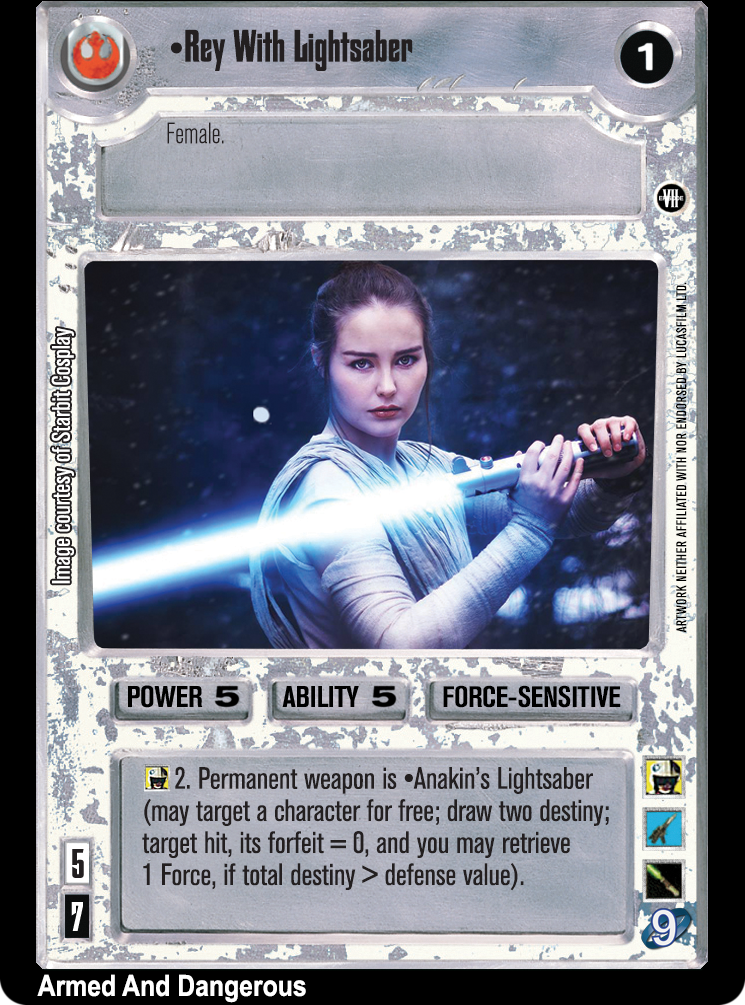 •Rey With Lightsaber
1
Female.
EPISODE VII
Image courtesy of Starbit Cosplay
ARTWORK NEITHER AFFILIATED WITH NOR ENDORSED BY LUCASFILM LTD.
POWER 5
ABILITY 5
FORCE-SENSITIVE
2. Permanent weapon is •Anakin's Lightsaber
(may target a character for free; draw two destiny;
target hit, its forfeit = 0, and you may retrieve
1 Force, if total destiny > defense value).
5
7
9
Armed And Dangerous